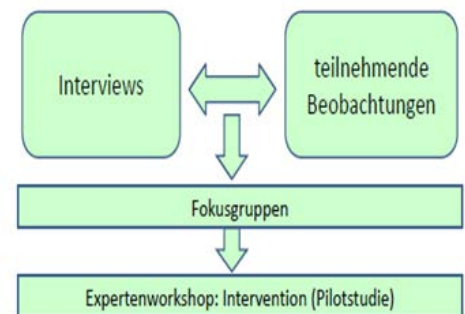 Interviews
teilnehmende
Beobachtungen
Fokusgruppen
Expertenworkshop: Intervention (Pilotstudie)